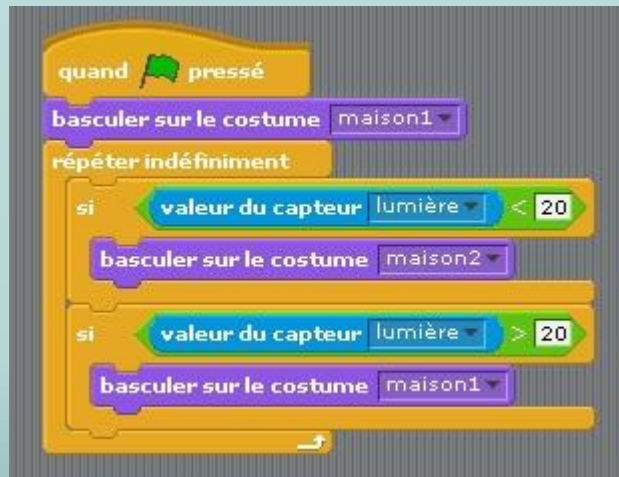 quand pressé
basculer sur le costume maison1
répéter indéfiniment
si valeur du capteur lumière < 20
basculer sur le costume maison2
si valeur du capteur lumière > 20
basculer sur le costume maison1